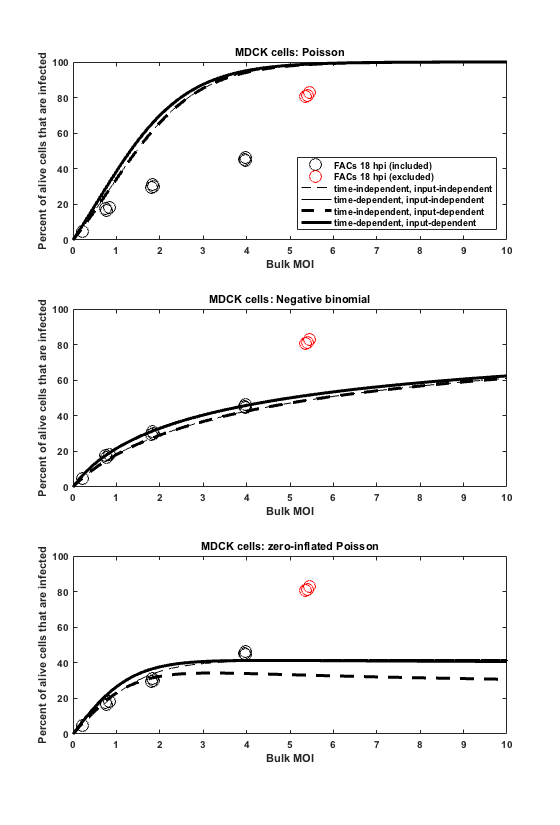 MDCK cells: Poisson
Percent of alive cells that are infected
100
80
60
40
20
0
0 1 2 3 4 5 6 7 8 9 10
Bulk MOI
FACs 18 hpi (included)
FACs 18 hpi (excluded)
time-independent, input-independent
time-dependent, input-independent
time-independent, input-dependent
time-dependent, input-dependent
MDCK cells: Negative binomial
Percent of alive cells that are infected
100
80
60
40
20
0
0 1 2 3 4 5 6 7 8 9 10
Bulk MOI
MDCK cells: zero-inflated Poisson
Percent of alive cells that are infected
100
80
60
40
20
0
0 1 2 3 4 5 6 7 8 9 10
Bulk MOI